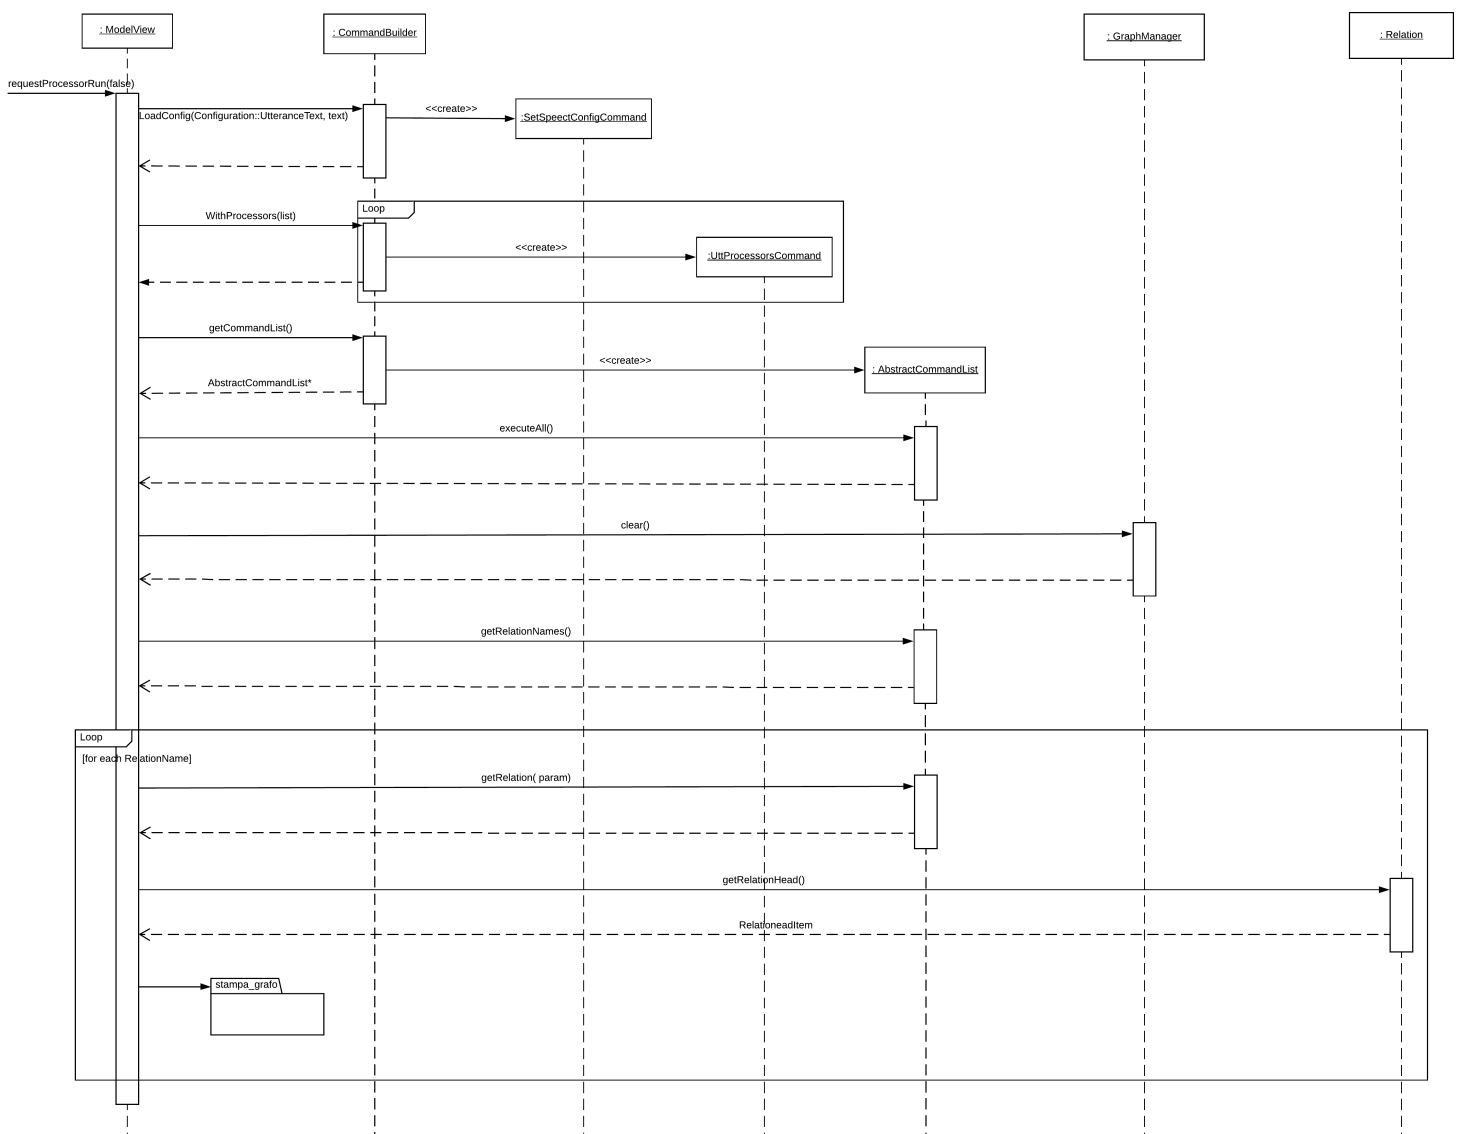 : ModelView
: CommandBuilder
: GraphManager
: Relation
requestProcessorRun(false)
LoadConfig(Configuration::UtteranceText, text)
<<create>>
:SetSpeectConfigCommand
Loop
WithProcessors(list)
<<create>>
:UttProcessorsCommand
getCommandList()
<<create>>
: AbstractCommandList
AbstractCommandList*
executeAll()
clear()
getRelationNames()
Loop
[for each RelationName]
getRelation( param)
getRelationHead()
RelationeadItem
stampa_grafo